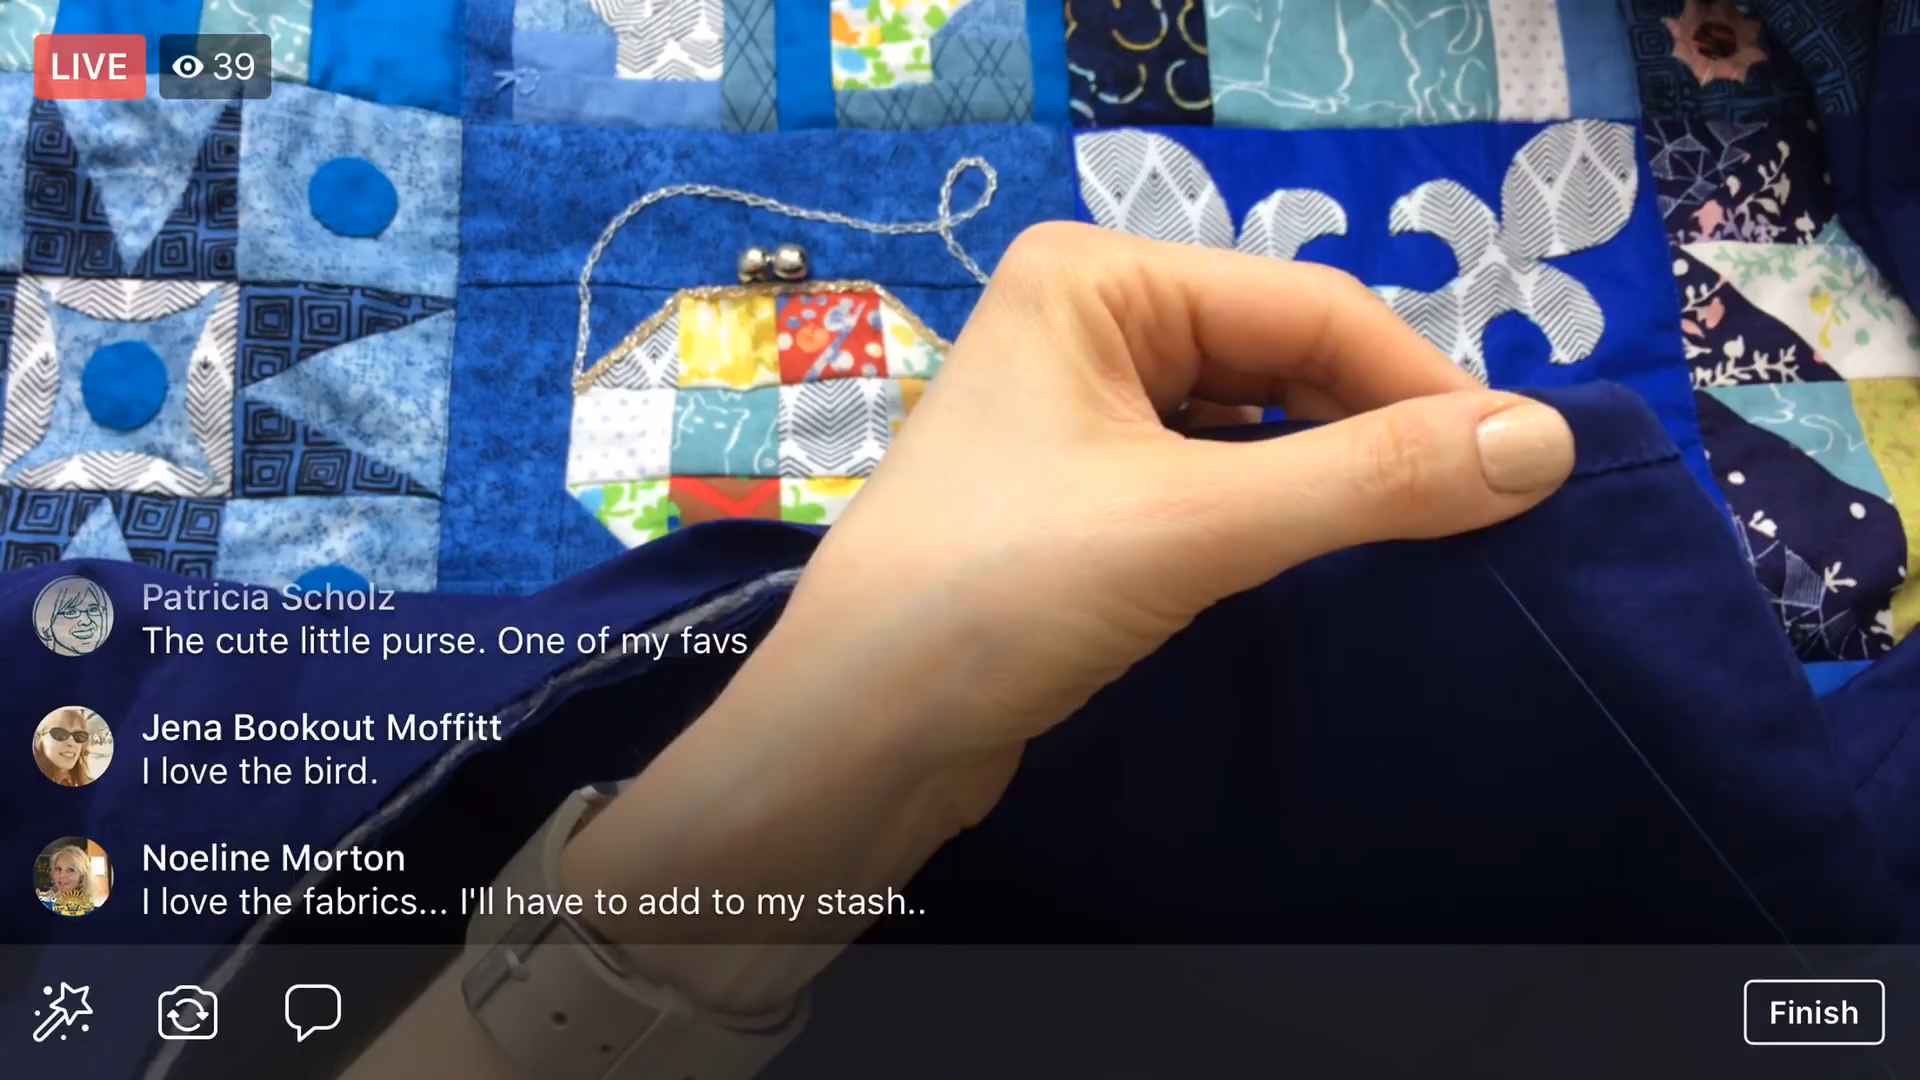 LIVE 39
Patricia Scholz
The cute little purse. One of my favs
Jena Bookout Moffitt
I love the bird.
Noeline Morton
I love the fabrics... I'll have to add to my stash..
Finish